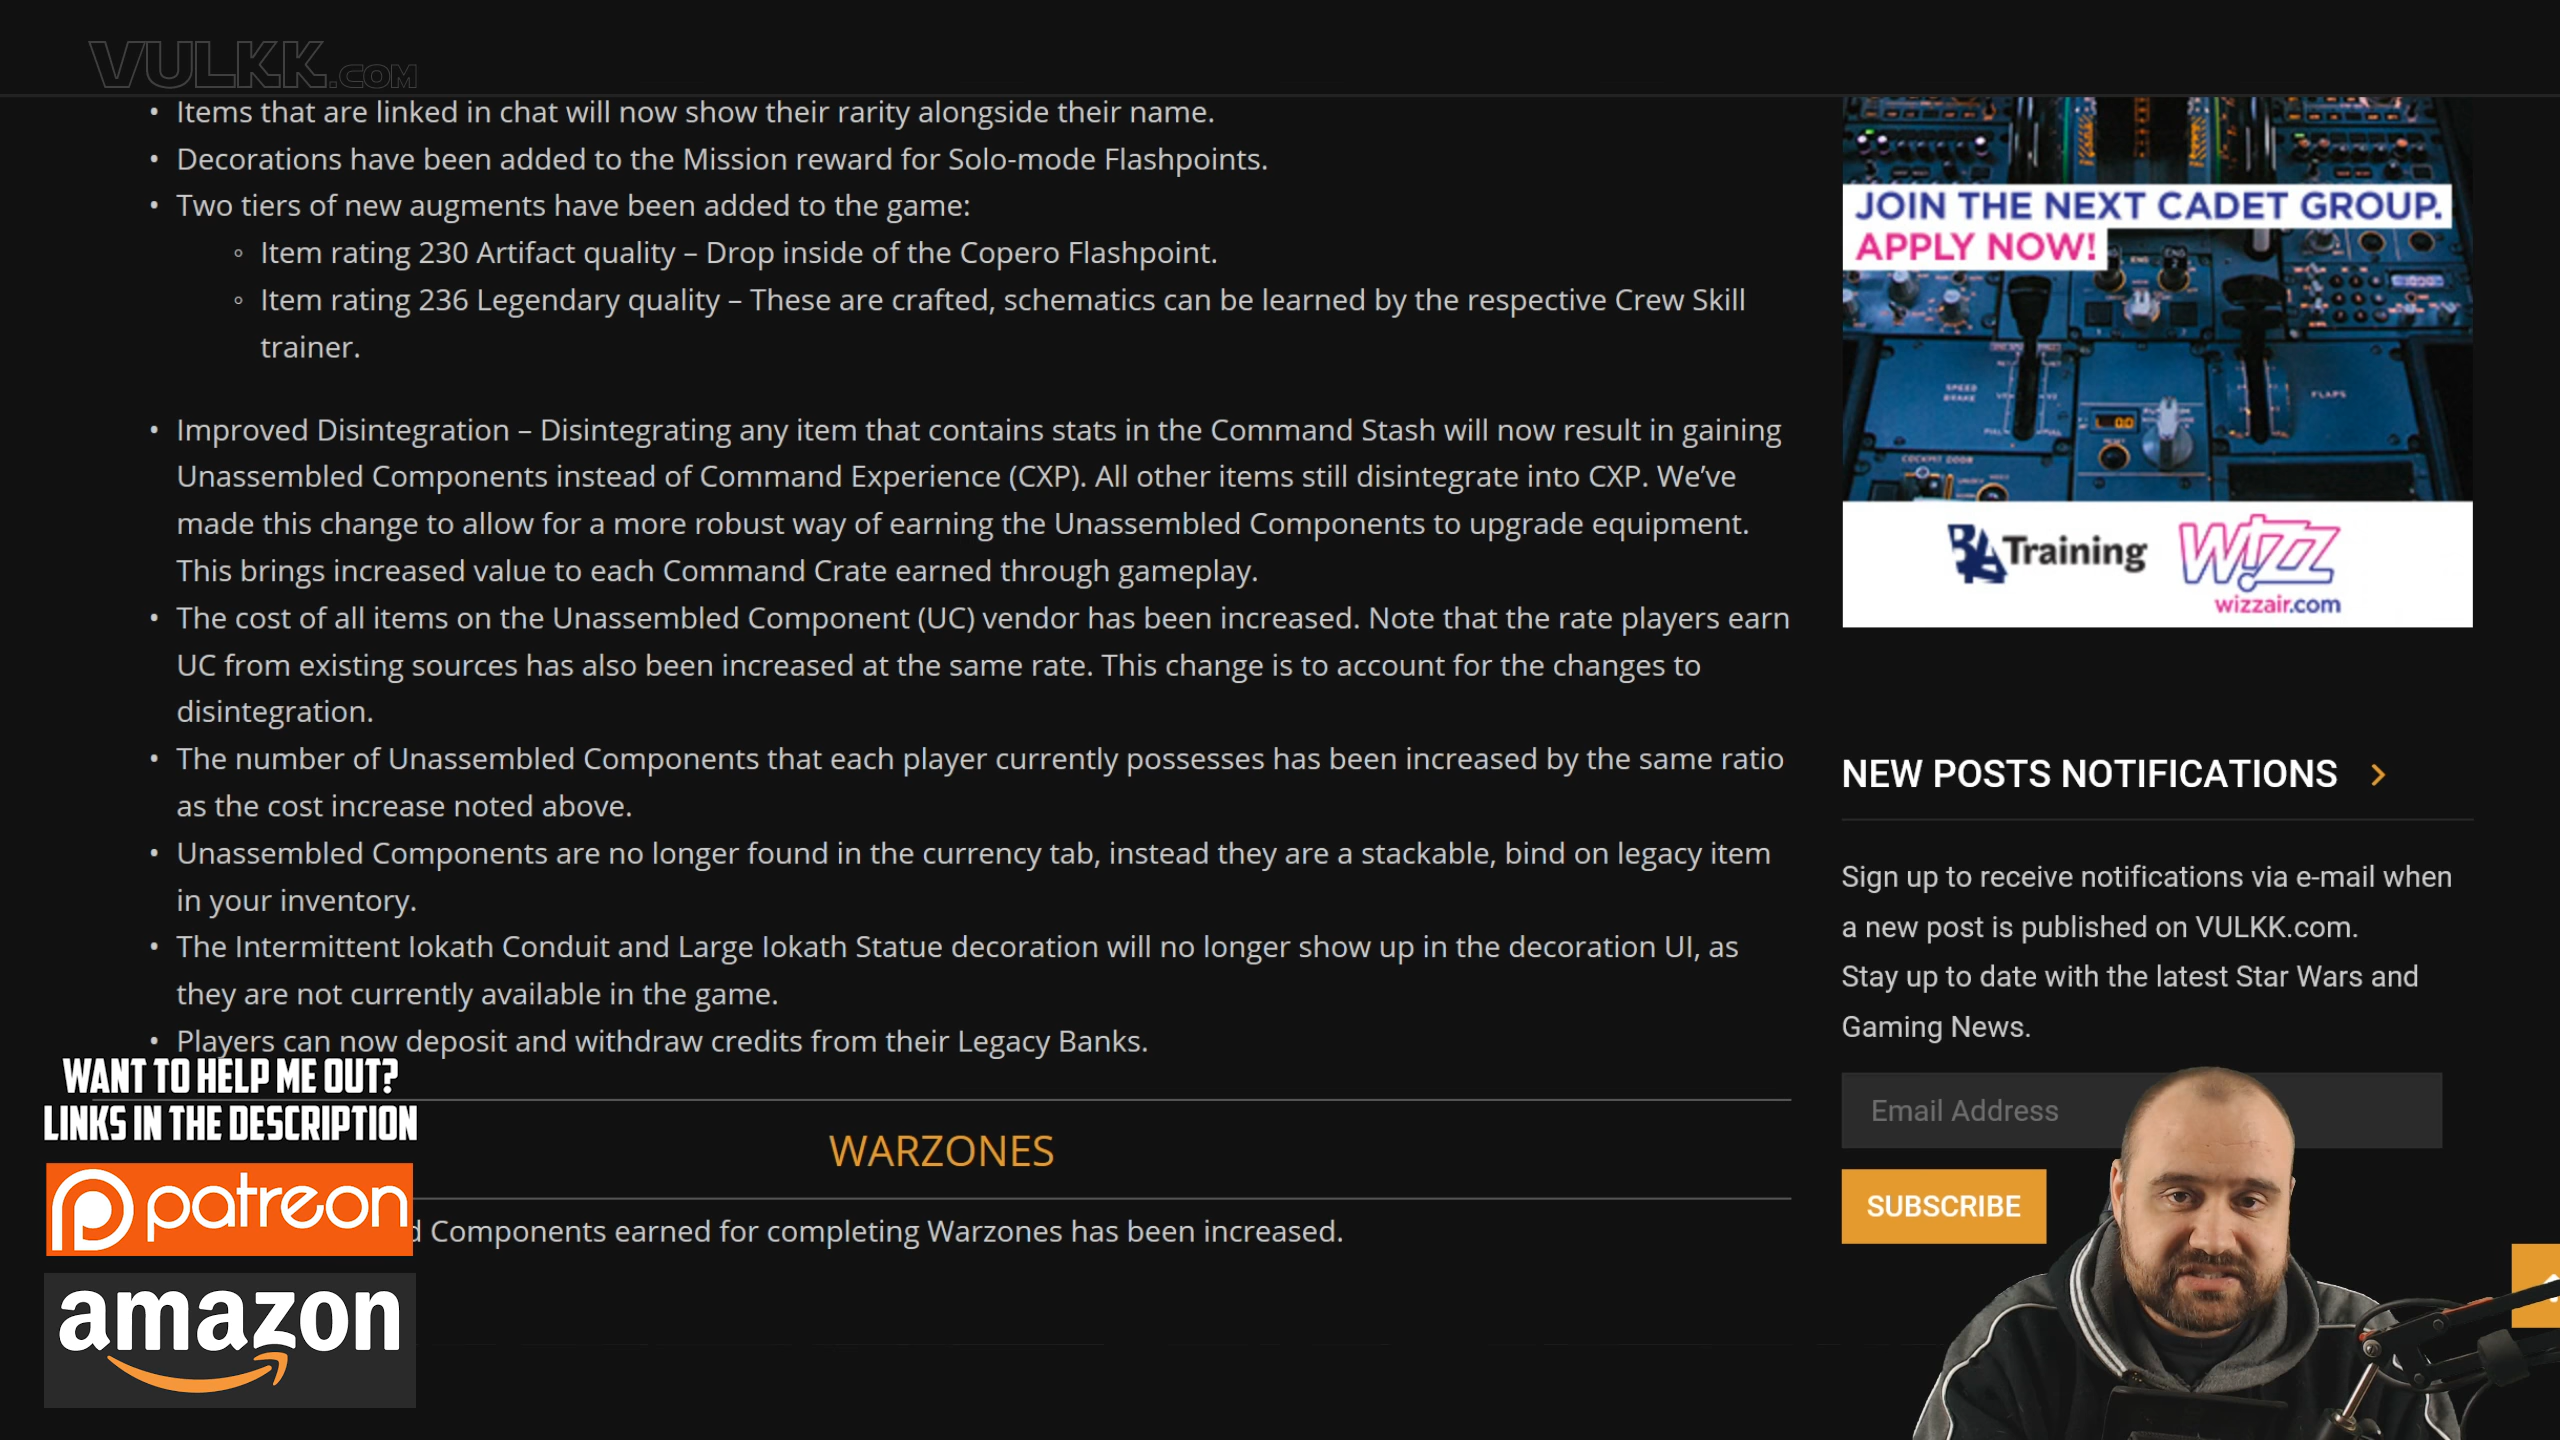 VULKK.COM
• Items that are linked in chat will now show their rarity alongside their name.
• Decorations have been added to the Mission reward for Solo-mode Flashpoints.
• Two tiers of new augments have been added to the game:
◦ Item rating 230 Artifact quality – Drop inside of the Copero Flashpoint.
◦ Item rating 236 Legendary quality – These are crafted, schematics can be learned by the respective Crew Skill
trainer.
• Improved Disintegration – Disintegrating any item that contains stats in the Command Stash will now result in gaining
Unassembled Components instead of Command Experience (CXP). All other items still disintegrate into CXP. We’ve
made this change to allow for a more robust way of earning the Unassembled Components to upgrade equipment.
This brings increased value to each Command Crate earned through gameplay.
• The cost of all items on the Unassembled Component (UC) vendor has been increased. Note that the rate players earn
UC from existing sources has also been increased at the same rate. This change is to account for the changes to
disintegration.
• The number of Unassembled Components that each player currently possesses has been increased by the same ratio
as the cost increase noted above.
• Unassembled Components are no longer found in the currency tab, instead they are a stackable, bind on legacy item
in your inventory.
• The Intermittent Iokath Conduit and Large Iokath Statue decoration will no longer show up in the decoration UI, as
they are not currently available in the game.
• Players can now deposit and withdraw credits from their Legacy Banks.
WARZONES
d Components earned for completing Warzones has been increased.
WANT TO HELP ME OUT?
LINKS IN THE DESCRIPTION
patreon
amazon
JOIN THE NEXT CADET GROUP.
APPLY NOW!
SPEED
BRAKE
FLAPS
COCKPIT DOOR
BAA Training
Wizz
wizzair.com
NEW POSTS NOTIFICATIONS
Sign up to receive notifications via e-mail when
a new post is published on VULKK.com.
Stay up to date with the latest Star Wars and
Gaming News.
Email Address
SUBSCRIBE